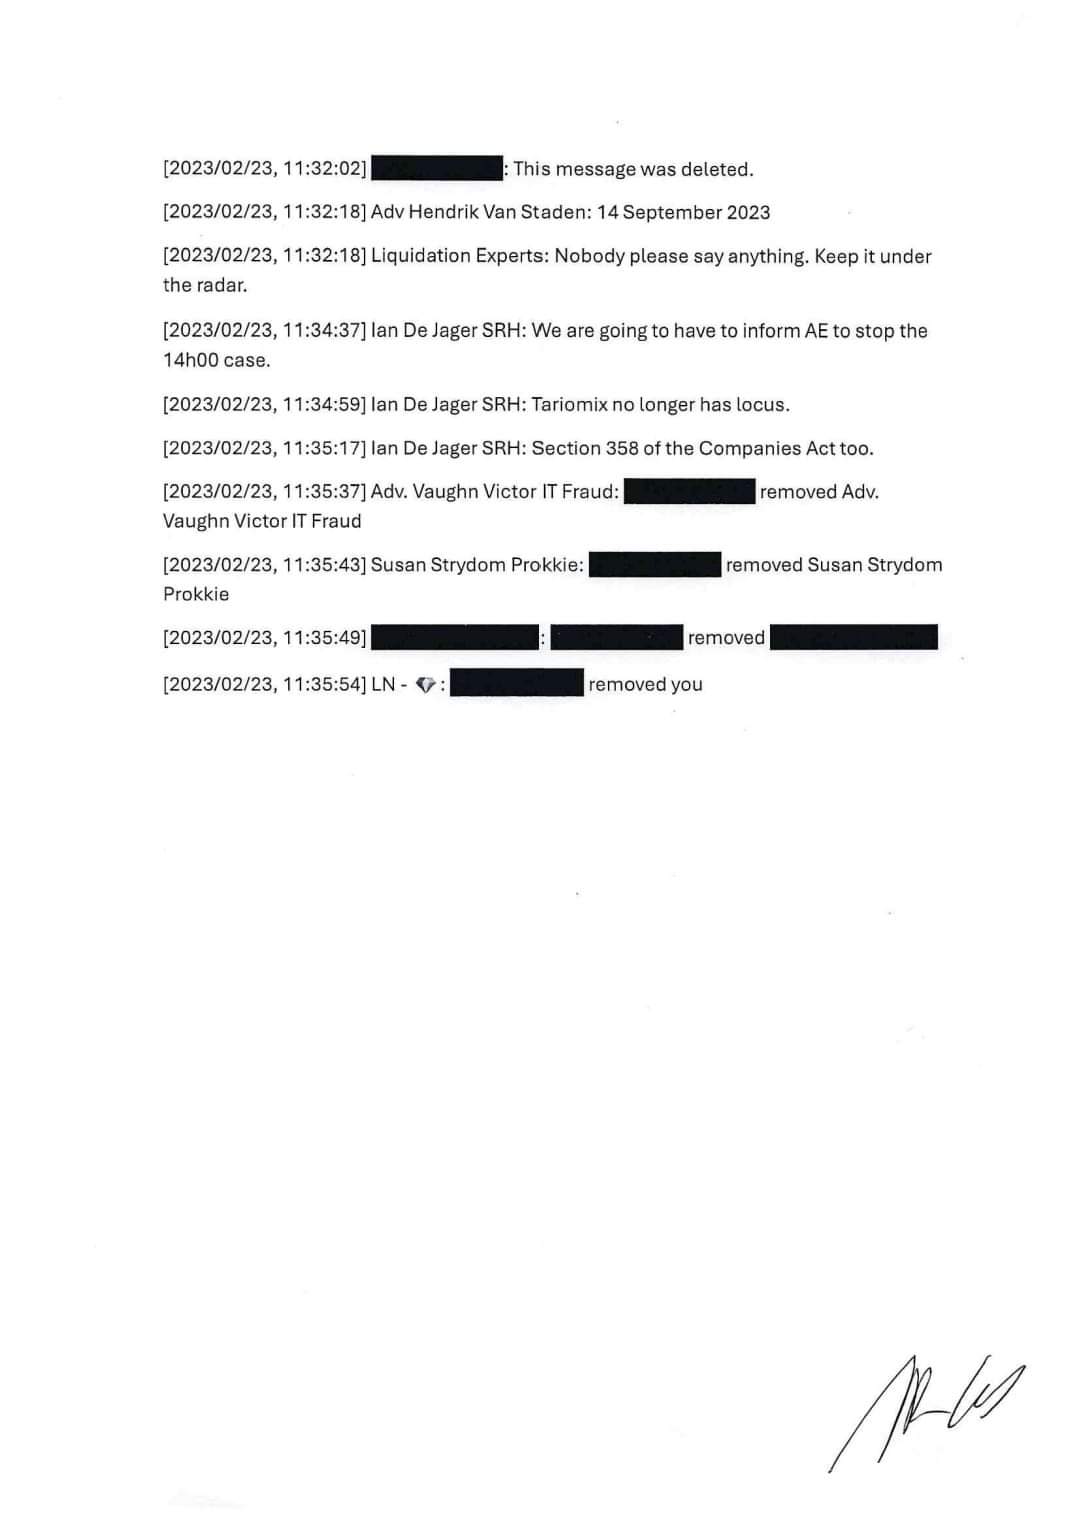 [2023/02/23, 11:32:02] : This message was deleted.
[2023/02/23, 11:32:18] Adv Hendrik Van Staden: 14 September 2023
[2023/02/23, 11:32:18] Liquidation Experts: Nobody please say anything. Keep it under
the radar.
[2023/02/23, 11:34:37] Ian De Jager SRH: We are going to have to inform AE to stop the
14h00 case.
[2023/02/23, 11:34:59] Ian De Jager SRH: Tariomix no longer has locus.
[2023/02/23, 11:35:17] Ian De Jager SRH: Section 358 of the Companies Act too.
[2023/02/23, 11:35:37] Adv. Vaughn Victor IT Fraud: removed Adv.
Vaughn Victor IT Fraud
[2023/02/23, 11:35:43] Susan Strydom Prokkie: removed Susan Strydom
Prokkie
[2023/02/23, 11:35:49] : removed
[2023/02/23, 11:35:54] LN - 💎: removed you